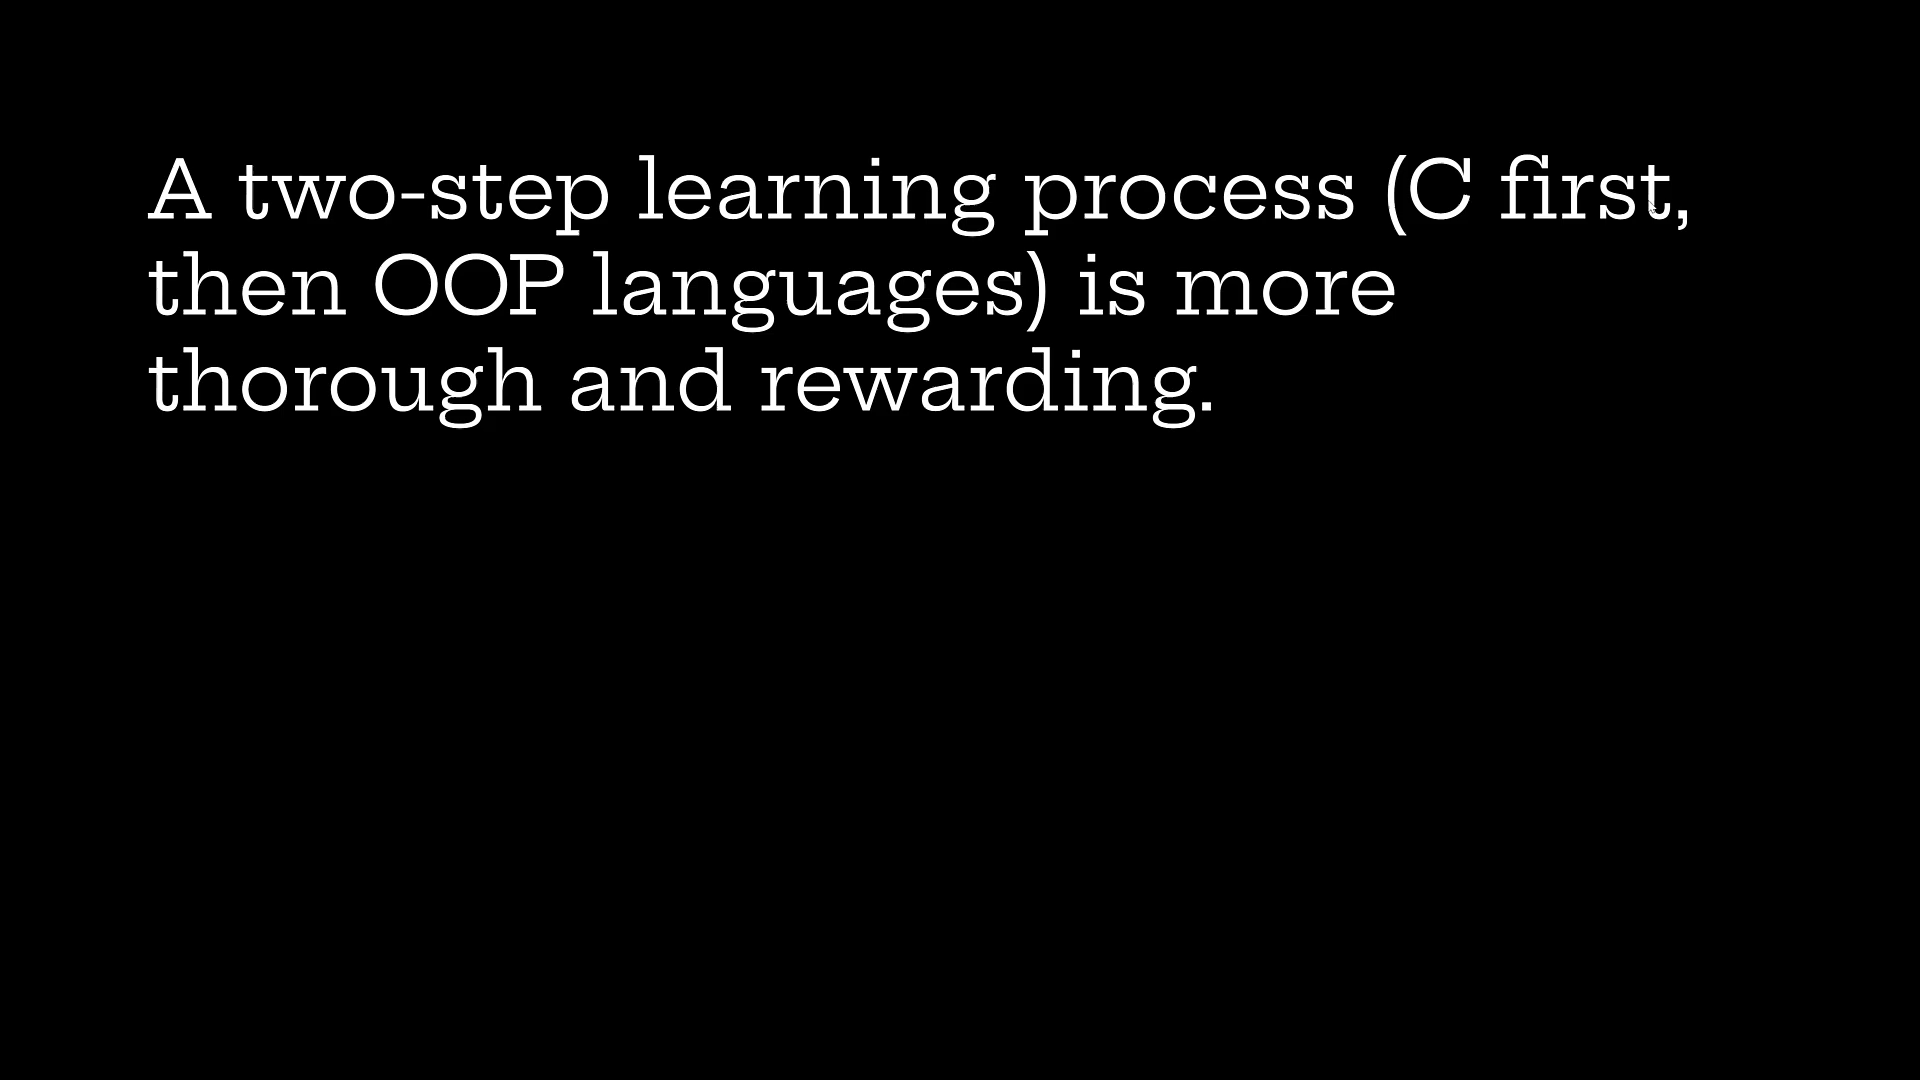 A two-step learning process (C first,
then OOP languages) is more
thorough and rewarding.